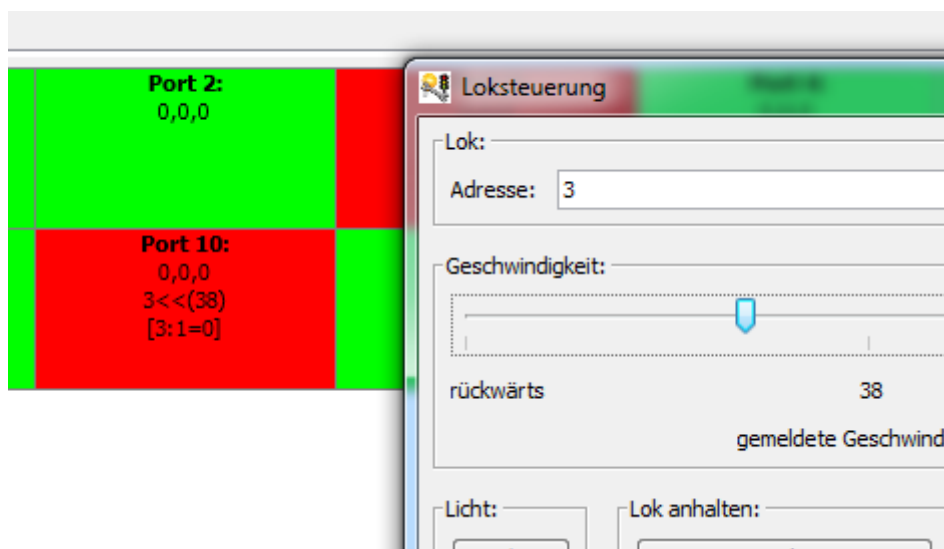 Port 2:
0,0,0
Port 10:
0,0,0
3<<(38)
[3:1=0]
Loksteuerung
Lok:
Adresse: 3
Geschwindigkeit:
rückwärts 38
gemeldete Geschwind
Licht: Lok anhalten: